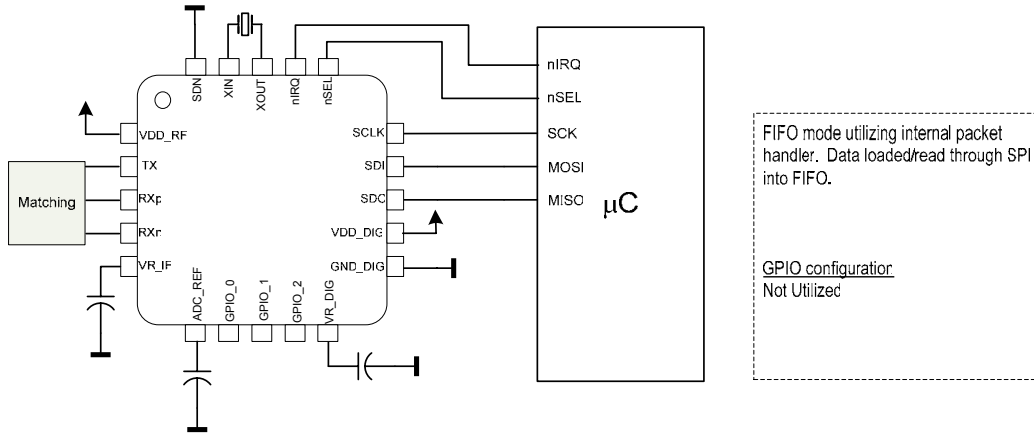 SDN
XIN
XOUT
nIRQ
nSEL
VDD_RF
TX
RXp
RXn
VR_IF
Matching
SCLK
SDI
SDO
VDD_DIG
GND_DIG
ADC_REF
GPIO_0
GPIO_1
GPIO_2
VR_DIG
nIRQ
nSEL
SCK
MOSI
MISO
µC
FIFO mode utilizing internal packet
handler. Data loaded/read through SPI
into FIFO.
GPIO configuration
Not Utilized